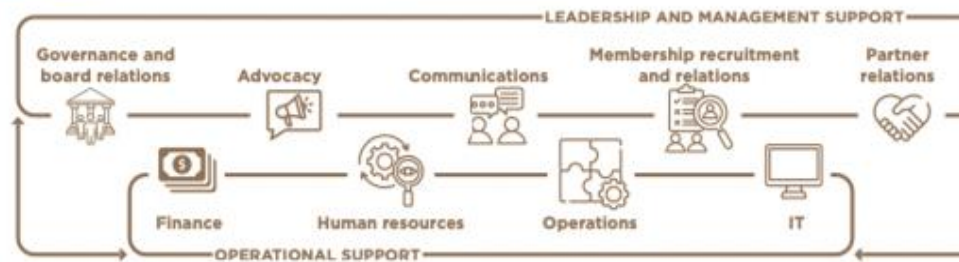 LEADERSHIP AND MANAGEMENT SUPPORT
Governance and
board relations
Advocacy
Communications
Membership recruitment
and relations
Partner
relations
Finance
Human resources
Operations
IT
OPERATIONAL SUPPORT